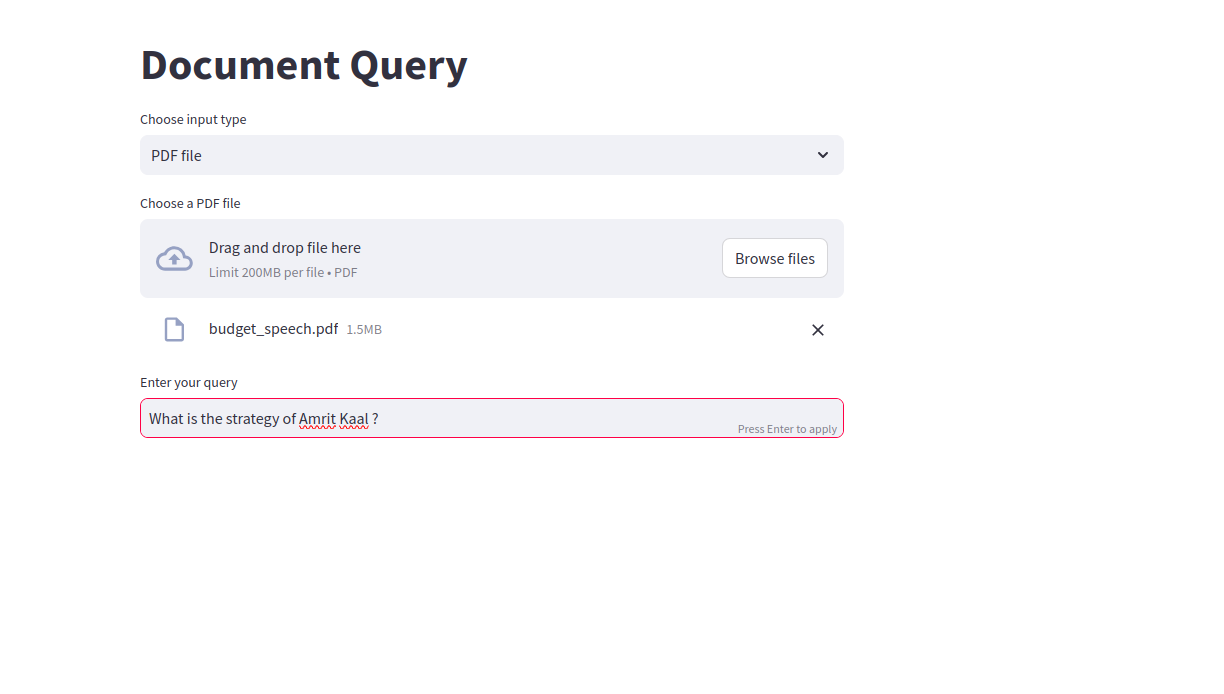 Document Query
Choose input type
PDF file
Choose a PDF file
Drag and drop file here
Limit 200MB per file • PDF
Browse files
budget_speech.pdf 1.5MB
Enter your query
What is the strategy of Amrit Kaal ?
Press Enter to apply